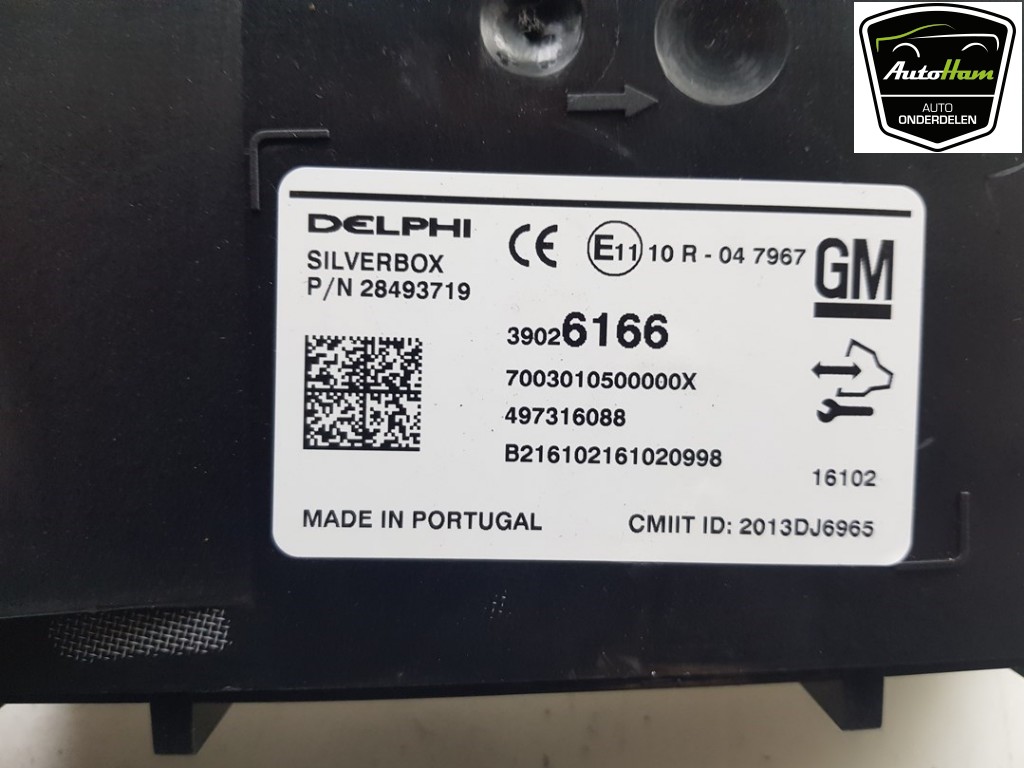 AutoHam
AUTO
ONDERDELEN
DELPHI
SILVERBOX
P/N 28493719
CE E11 10 R - 04 7967
GM
39026166
7003010500000X
497316088
B216102161020998
16102
MADE IN PORTUGAL
CMIIT ID: 2013DJ6965